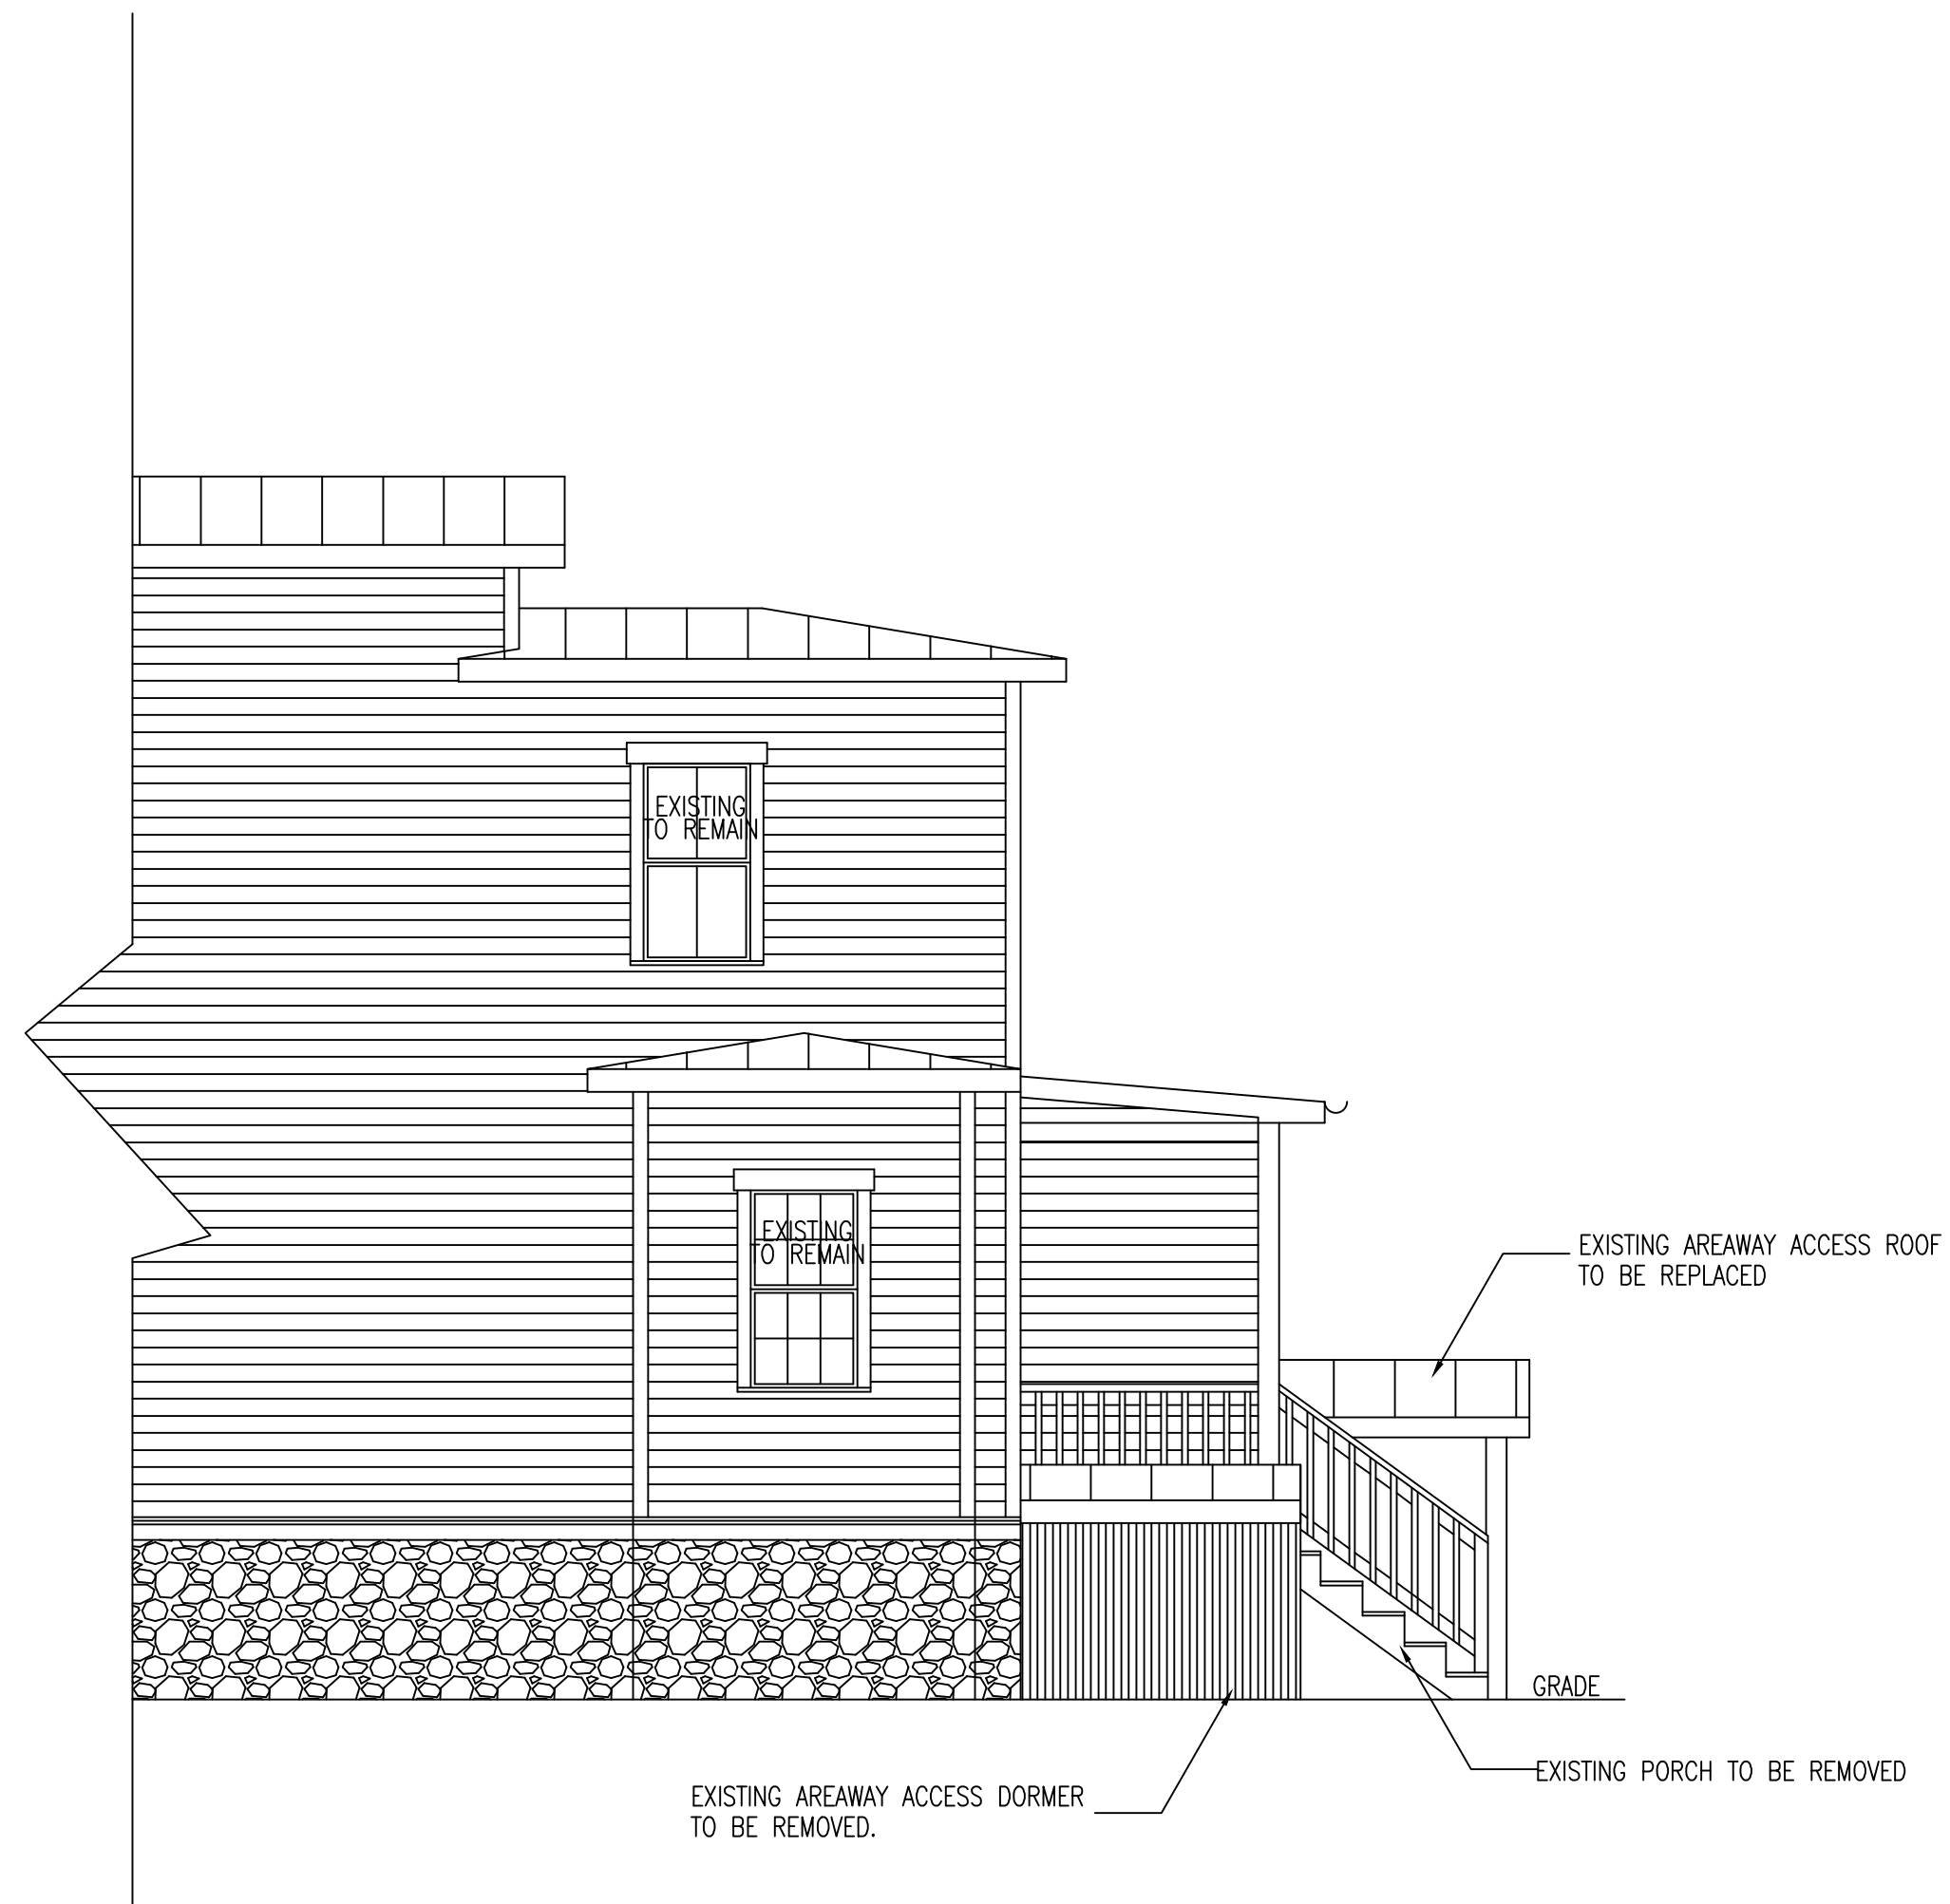 EXISTING
TO REMAIN
EXISTING
TO REMAIN
EXISTING AREAWAY ACCESS ROOF
TO BE REPLACED
GRADE
EXISTING PORCH TO BE REMOVED
EXISTING AREAWAY ACCESS DORMER
TO BE REMOVED.